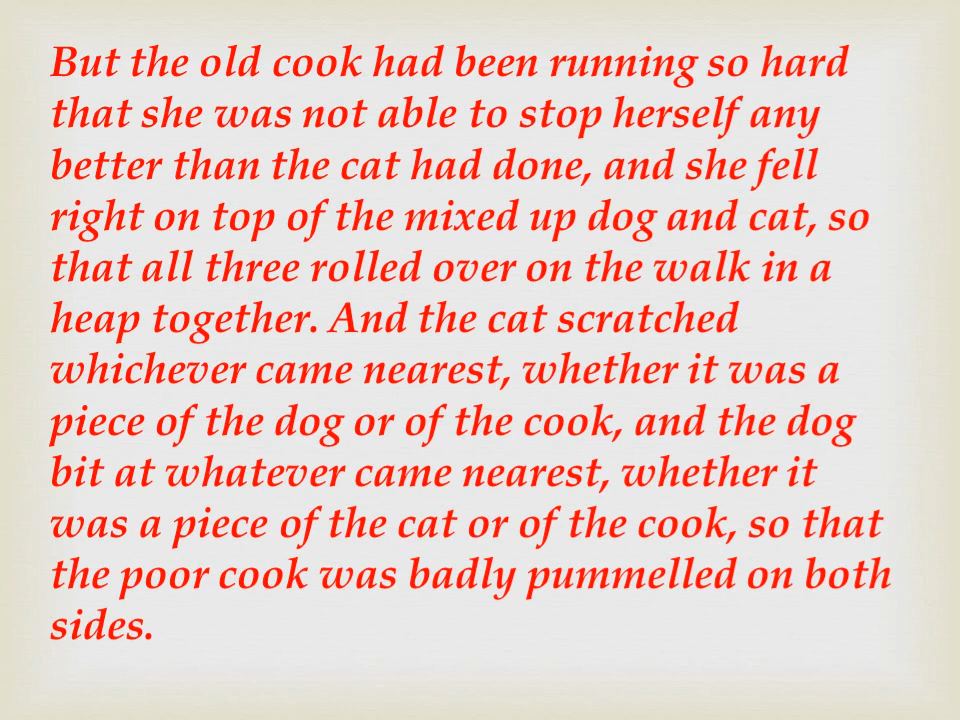 But the old cook had been running so hard
that she was not able to stop herself any
better than the cat had done, and she fell
right on top of the mixed up dog and cat, so
that all three rolled over on the walk in a
heap together. And the cat scratched
whichever came nearest, whether it was a
piece of the dog or of the cook, and the dog
bit at whatever came nearest, whether it
was a piece of the cat or of the cook, so that
the poor cook was badly pummelled on both
sides.